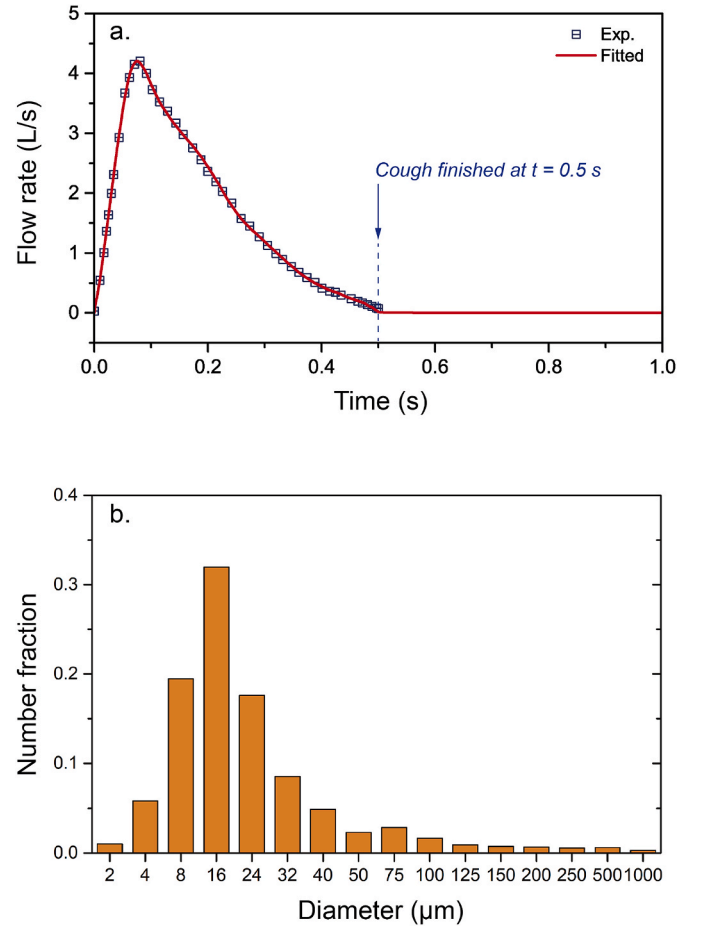 a.
Exp.
Fitted
Cough finished at t = 0.5 s
5
4
3
2
1
0
Flow rate (L/s)
0.0 0.2 0.4 0.6 0.8 1.0
Time (s)
b.
0.4
0.3
0.2
0.1
0.0
Number fraction
2 4 8 16 24 32 40 50 75 100 125 150 200 250 500 1000
Diameter (μm)